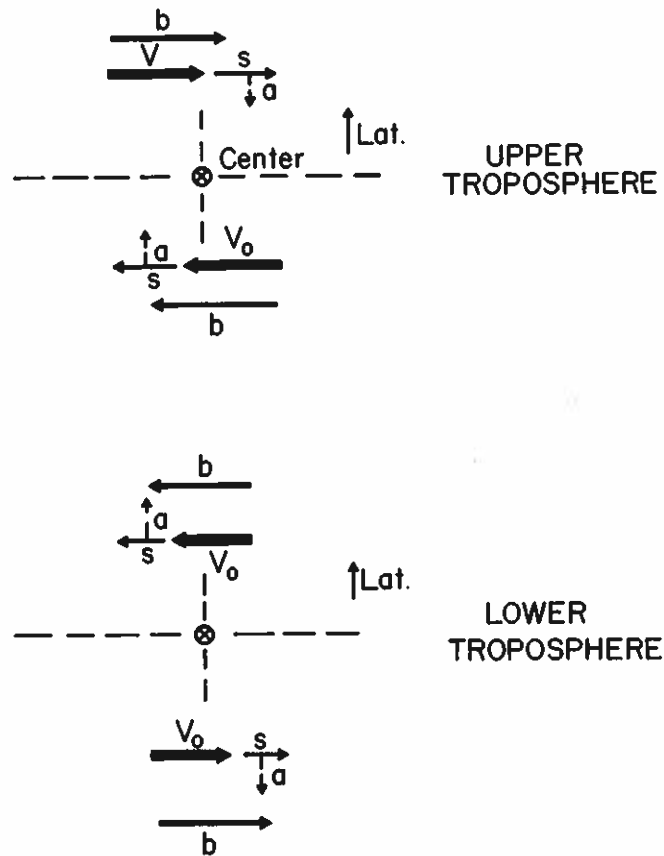 b
V
s
a
Lat.
Center
UPPER
TROPOSPHERE
V₀
a
s
b
b
a
s
V₀
Lat.
LOWER
TROPOSPHERE
V₀
s
a
b